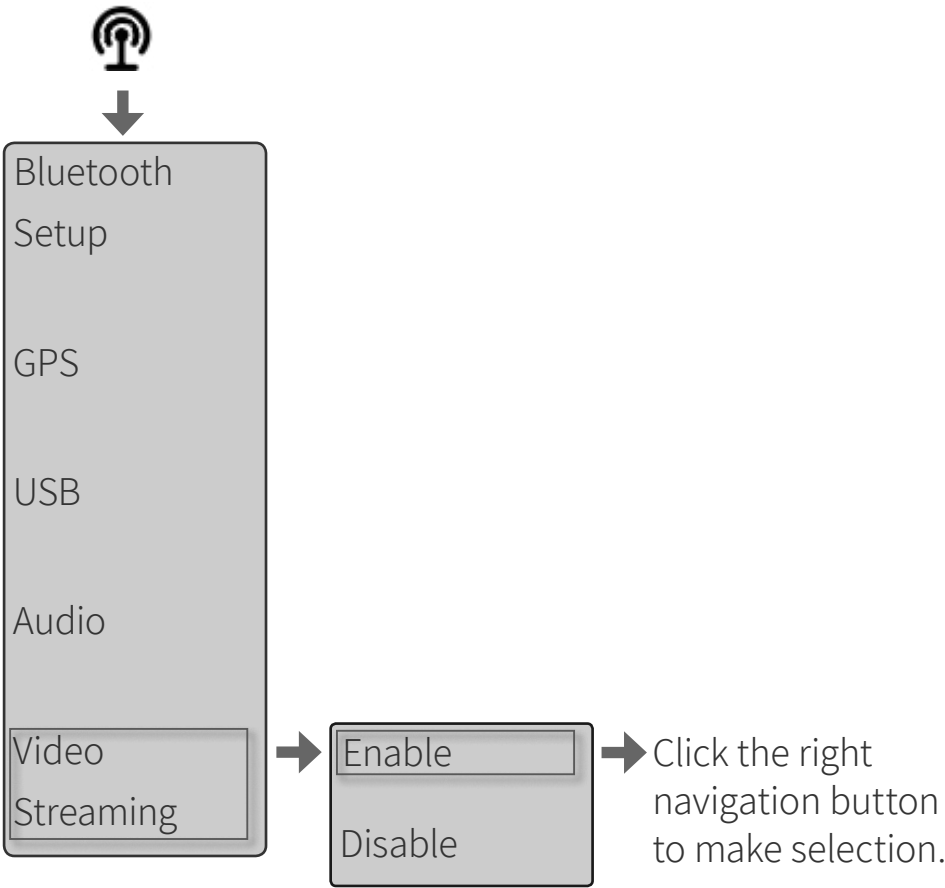 Bluetooth
Setup
GPS
USB
Audio
Video
Streaming
Enable
Disable
Click the right
navigation button
to make selection.